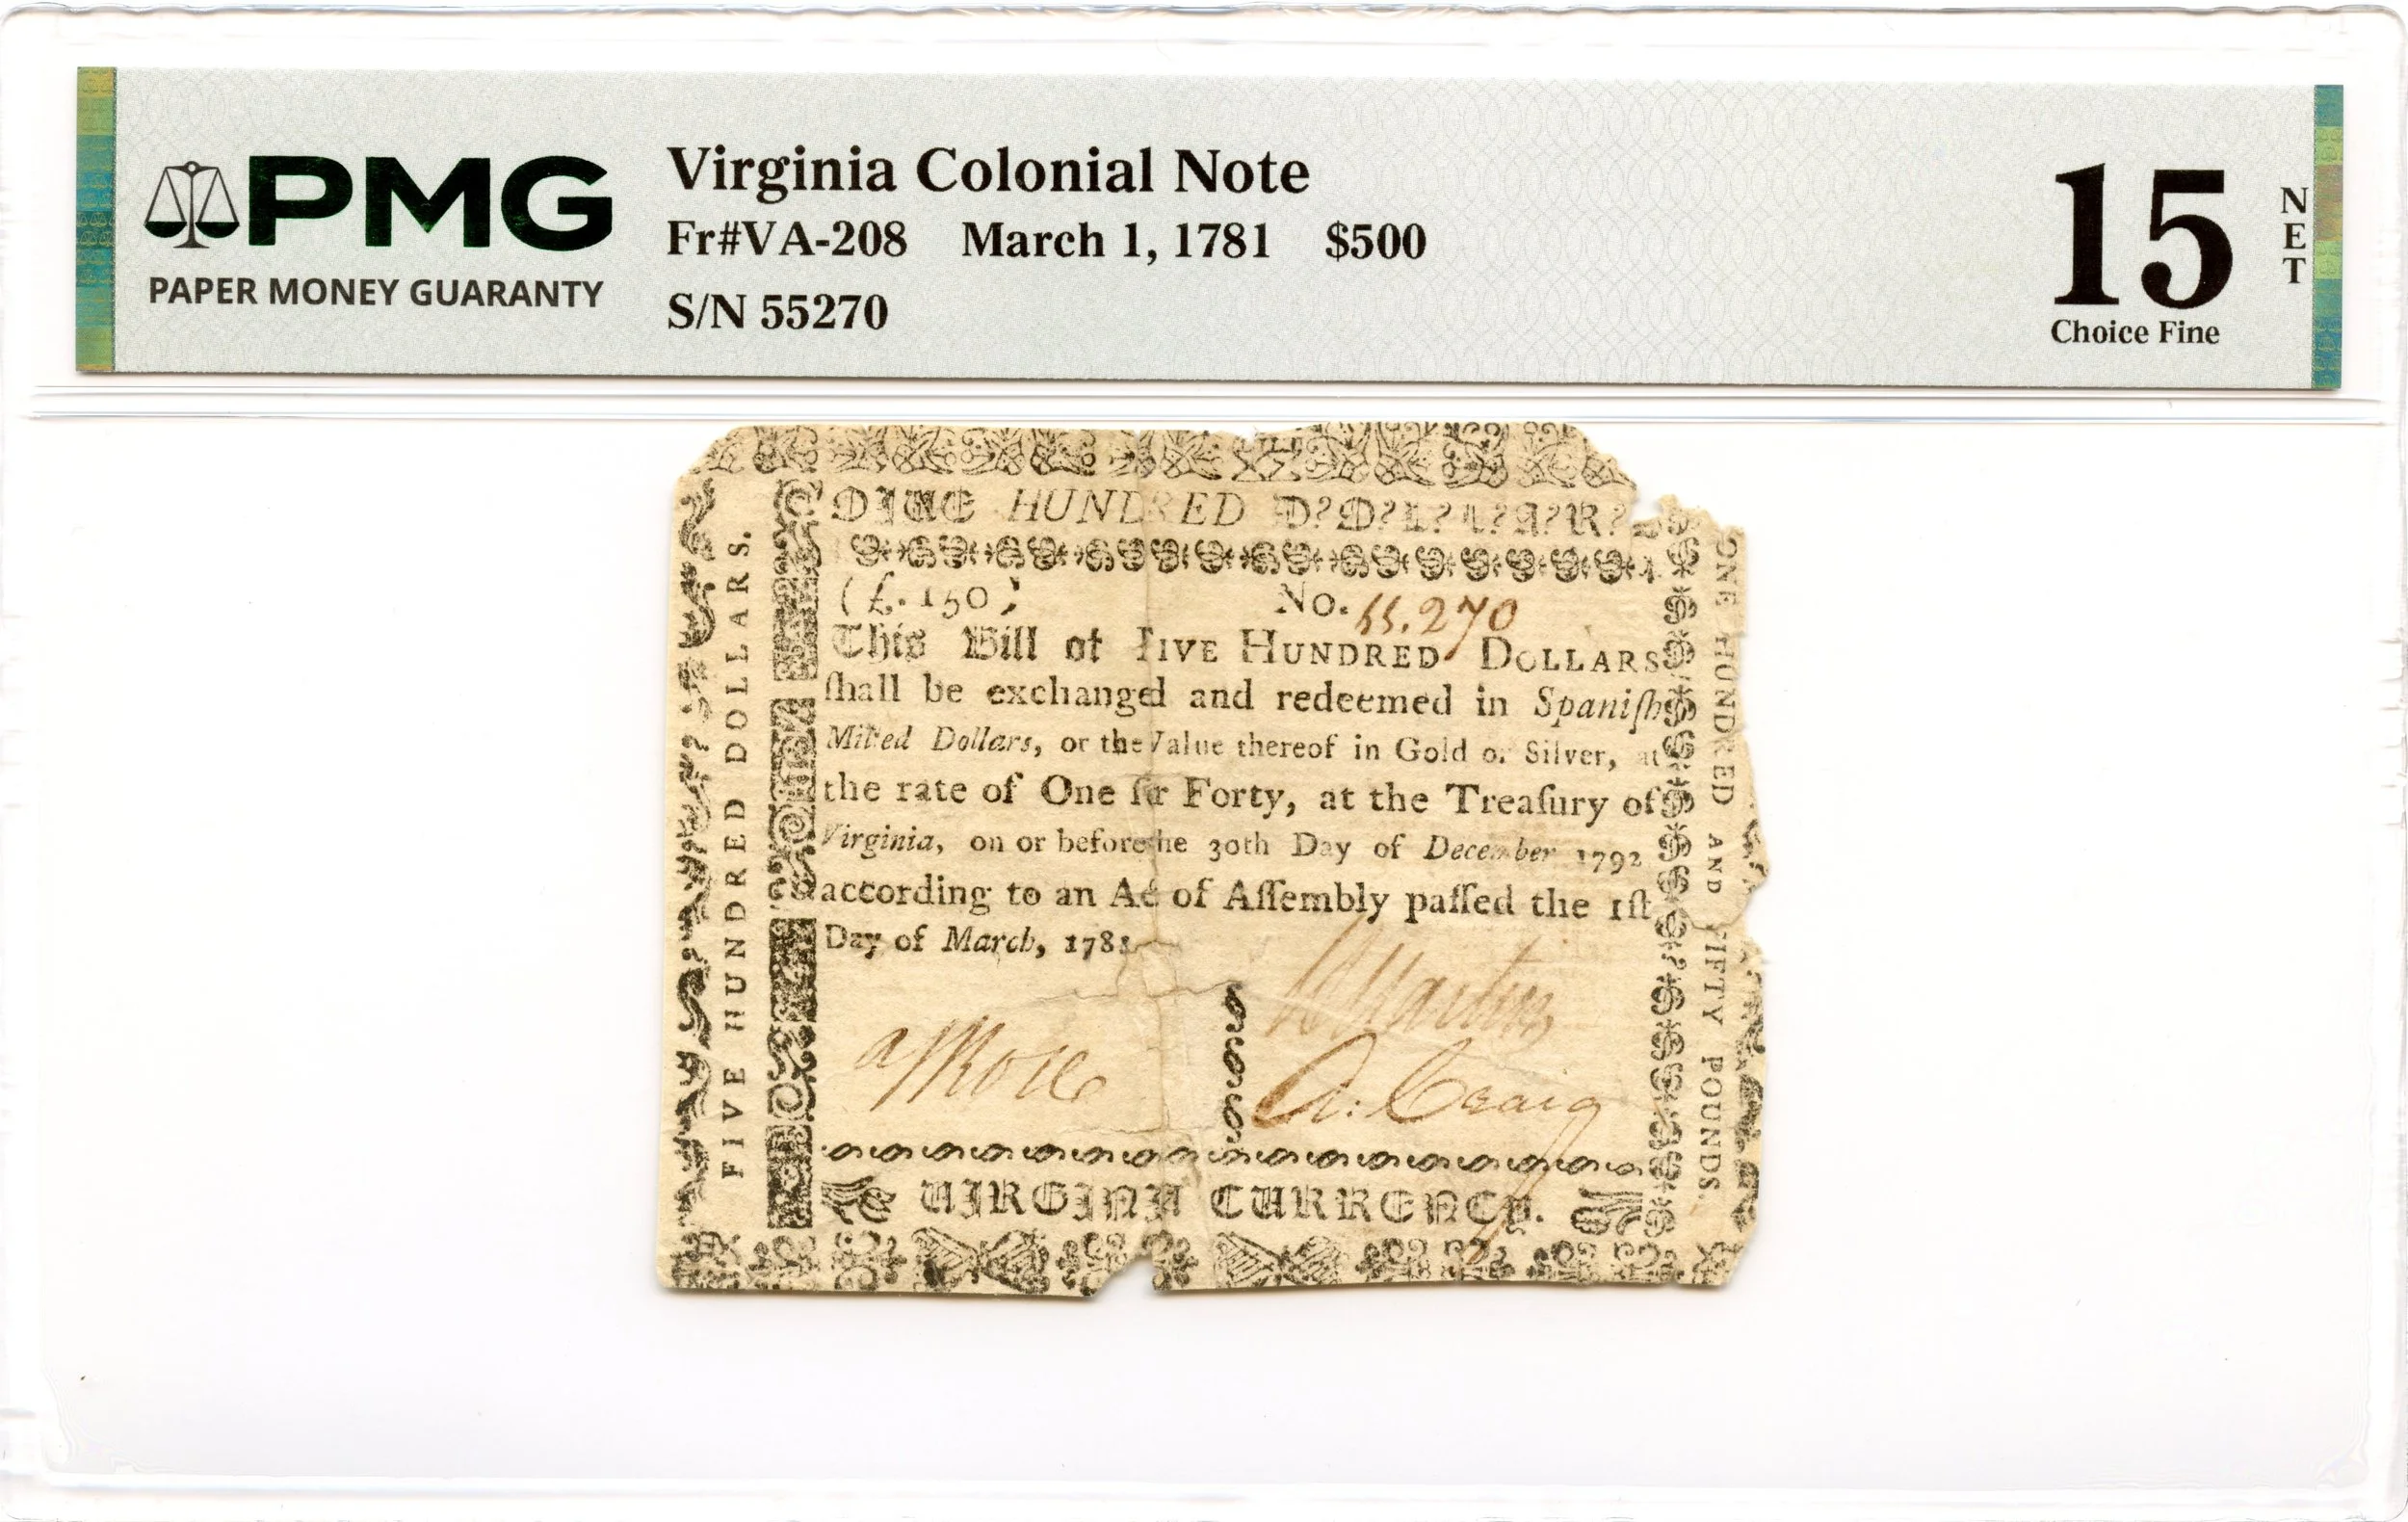 PMG
PAPER MONEY GUARANTY
Virginia Colonial Note
Fr#VA-208 March 1, 1781 $500
S/N 55270
15
NET
Choice Fine
FIVE HUNDRED DOLLARS.
HUNDRED
(£.150)
No. 55.270
This Bill of FIVE HUNDRED DOLLARS
ſhall be exchanged and redeemed in Spaniſh
Milled Dollars, or the Value thereof in Gold or Silver, at
the rate of One for Forty, at the Treaſury of
Virginia, on or before the 30th Day of December 1792
according to an Act of Aſſembly paſſed the 1ſt
Day of March, 1781
a Rose
A: Craig
VIRGINIA CURRENCY.
ONE HUNDRED AND FIFTY POUNDS.